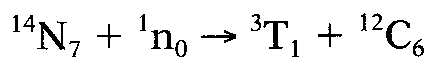 ¹⁴N₇ + ¹n₀ → ³T₁ + ¹²C₆